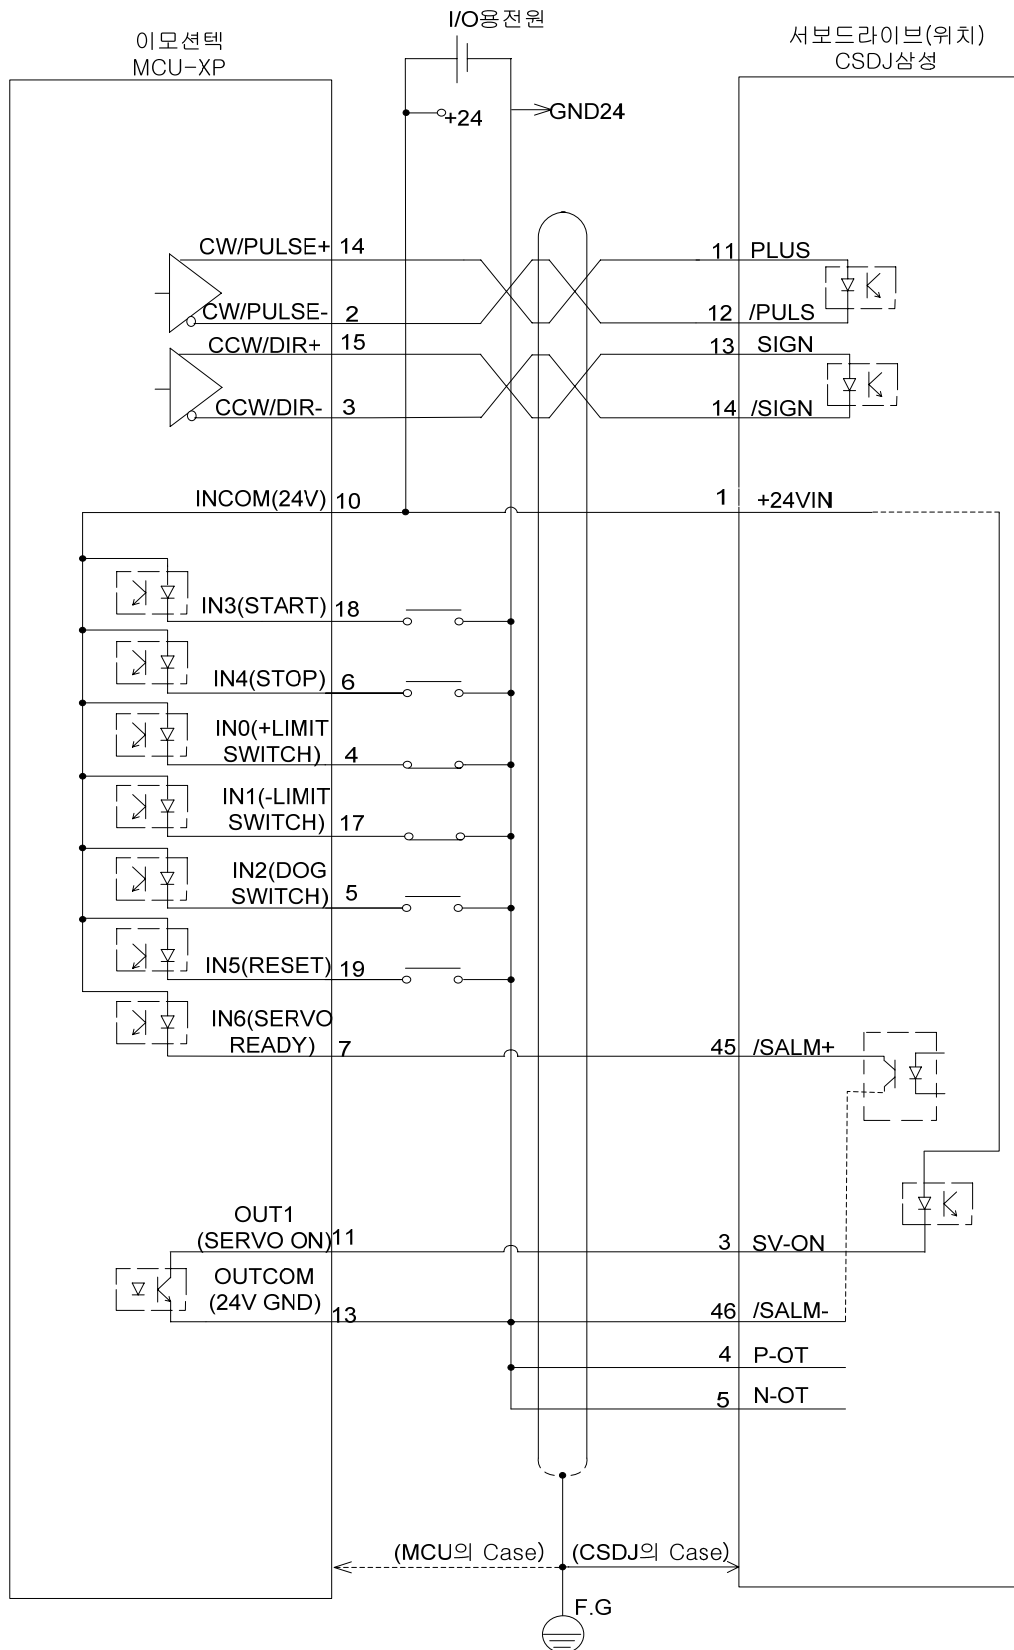 I/O용전원
이모션텍
MCU-XP
서보드라이브(위치)
CSDJ삼성
+24
GND24
CW/PULSE+ 14
11 PLUS
CW/PULSE- 2
12 /PULS
CCW/DIR+ 15
13 SIGN
CCW/DIR- 3
14 /SIGN
INCOM(24V) 10
1 +24VIN
IN3(START) 18
IN4(STOP) 6
IN0(+LIMIT
SWITCH) 4
IN1(-LIMIT
SWITCH) 17
IN2(DOG
SWITCH) 5
IN5(RESET) 19
IN6(SERVO
READY) 7
45 /SALM+
OUT1
(SERVO ON) 11
3 SV-ON
OUTCOM
(24V GND) 13
46 /SALM-
4 P-OT
5 N-OT
(MCU의 Case)
(CSDJ의 Case)
F.G